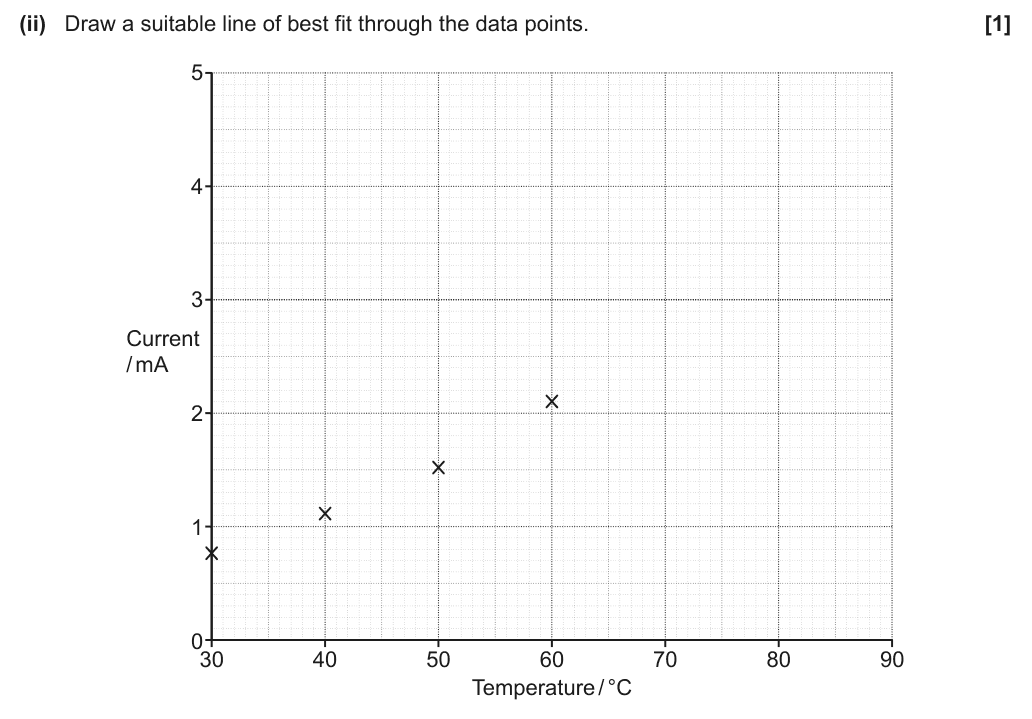 (ii) Draw a suitable line of best fit through the data points. [1]
5
4
3
Current
/mA
2
1
0
30 40 50 60 70 80 90
Temperature/°C